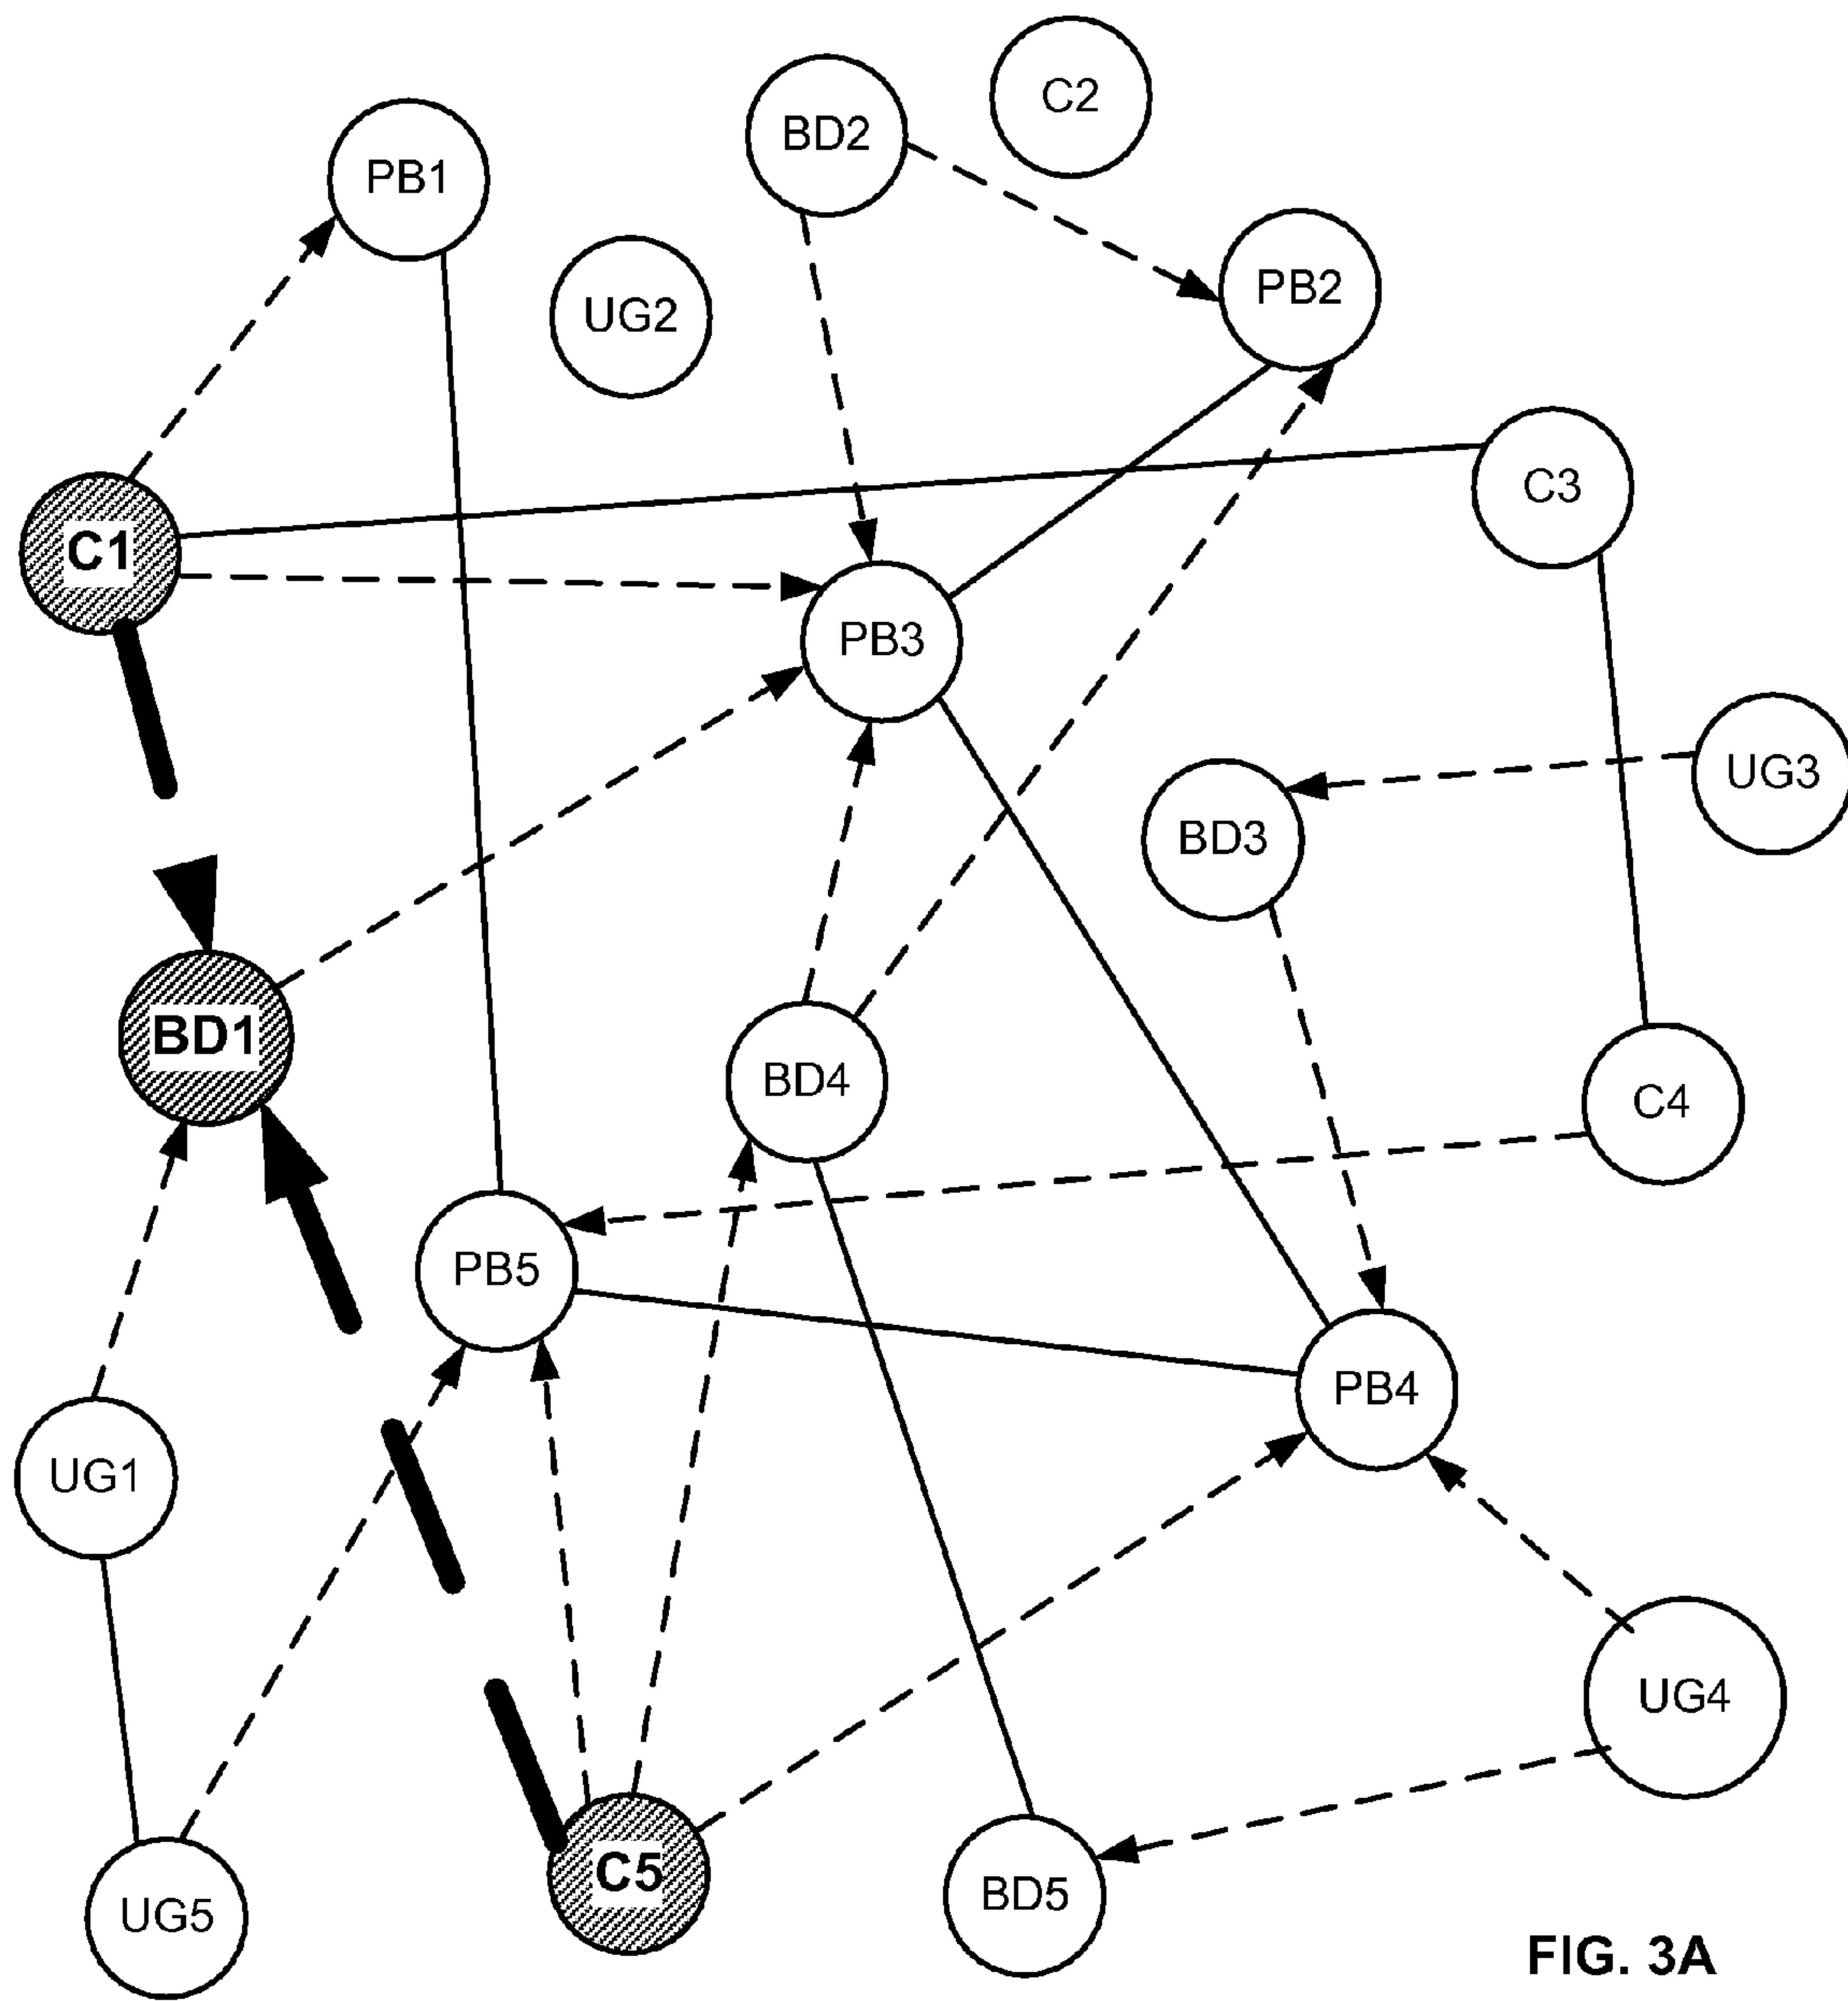 C2
BD2
PB1
PB2
UG2
C3
C1
PB3
UG3
BD3
BD1
BD4
C4
PB5
PB4
UG1
UG4
C5
BD5
UG5
FIG. 3A